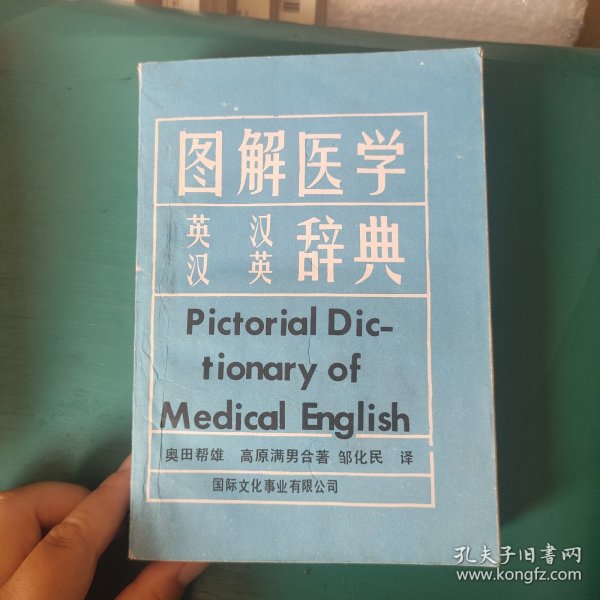 图解医学
英汉 辞典
汉英
Pictorial Dic-
tionary of
Medical English
奥田帮雄 高原满男合著 邹化民 译
国际文化事业有限公司
孔夫子旧书网
www.kongfz.com